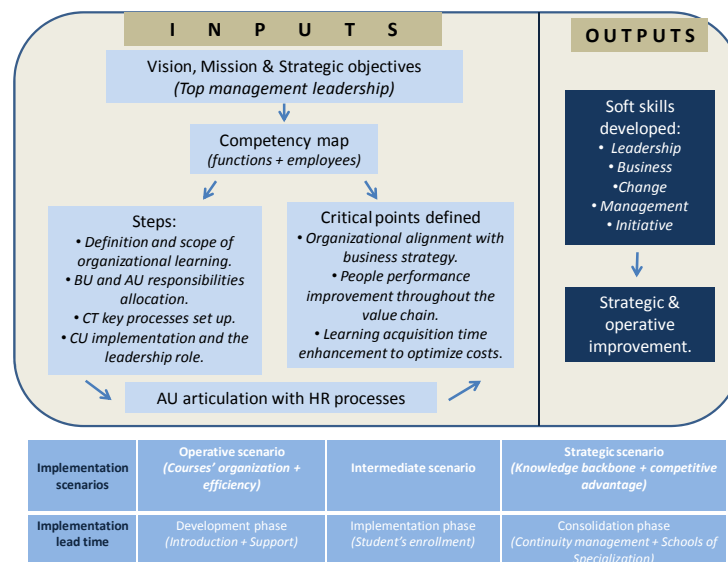 I N P U T S
Vision, Mission & Strategic objectives
(Top management leadership)
Competency map
(functions + employees)
Steps:
• Definition and scope of
organizational learning.
• BU and AU responsibilities
allocation.
• CT key processes set up.
• CU implementation and the
leadership role.
Critical points defined
• Organizational alignment with
business strategy.
• People performance
improvement throughout the
value chain.
• Learning acquisition time
enhancement to optimize costs.
AU articulation with HR processes
OUTPUTS
Soft skills
developed:
• Leadership
• Business
•Change
• Management
• Initiative
Strategic &
operative
improvement.
Implementation
scenarios
Operative scenario
(Courses' organization +
efficiency)
Intermediate scenario
Strategic scenario
(Knowledge backbone + competitive
advantage)
Implementation
lead time
Development phase
(Introduction + Support)
Implementation phase
(Student's enrollment)
Consolidation phase
(Continuity management + Schools of
Specialization)